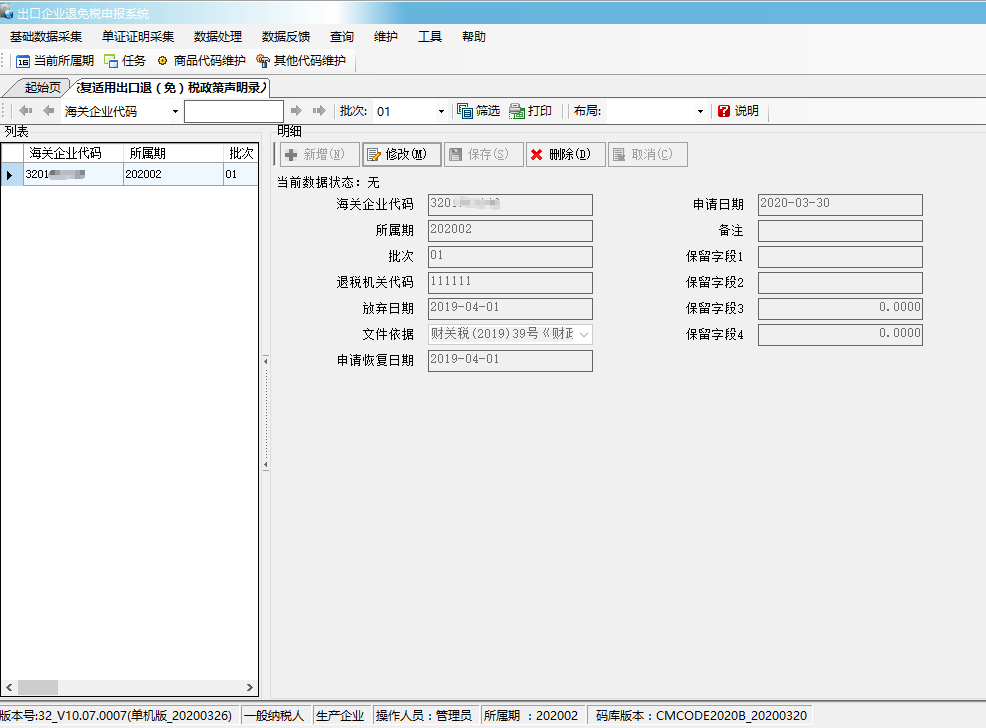 出口企业退免税申报系统
基础数据采集 单证证明采集 数据处理 数据反馈 查询 维护 工具 帮助
16 当前所属期 任务 商品代码维护 其他代码维护
起始页 复适用出口退（免）税政策声明录入
海关企业代码 批次: 01 筛选 打印 布局: 说明
列表
海关企业代码 所属期 批次
3201 202002 01
明细
新增(N) 修改(M) 保存(S) 删除(D) 取消(C)
当前数据状态：无
海关企业代码 3201 申请日期 2020-03-30
所属期 202002 备注
批次 01 保留字段1
退税机关代码 111111 保留字段2
放弃日期 2019-04-01 保留字段3 0.0000
文件依据 财关税(2019)39号《财政 保留字段4 0.0000
申请恢复日期 2019-04-01
版本号:32_V10.07.0007(单机版_20200326) 一般纳税人 生产企业 操作人员：管理员 所属期 ：202002 码库版本：CMCODE2020B_20200320